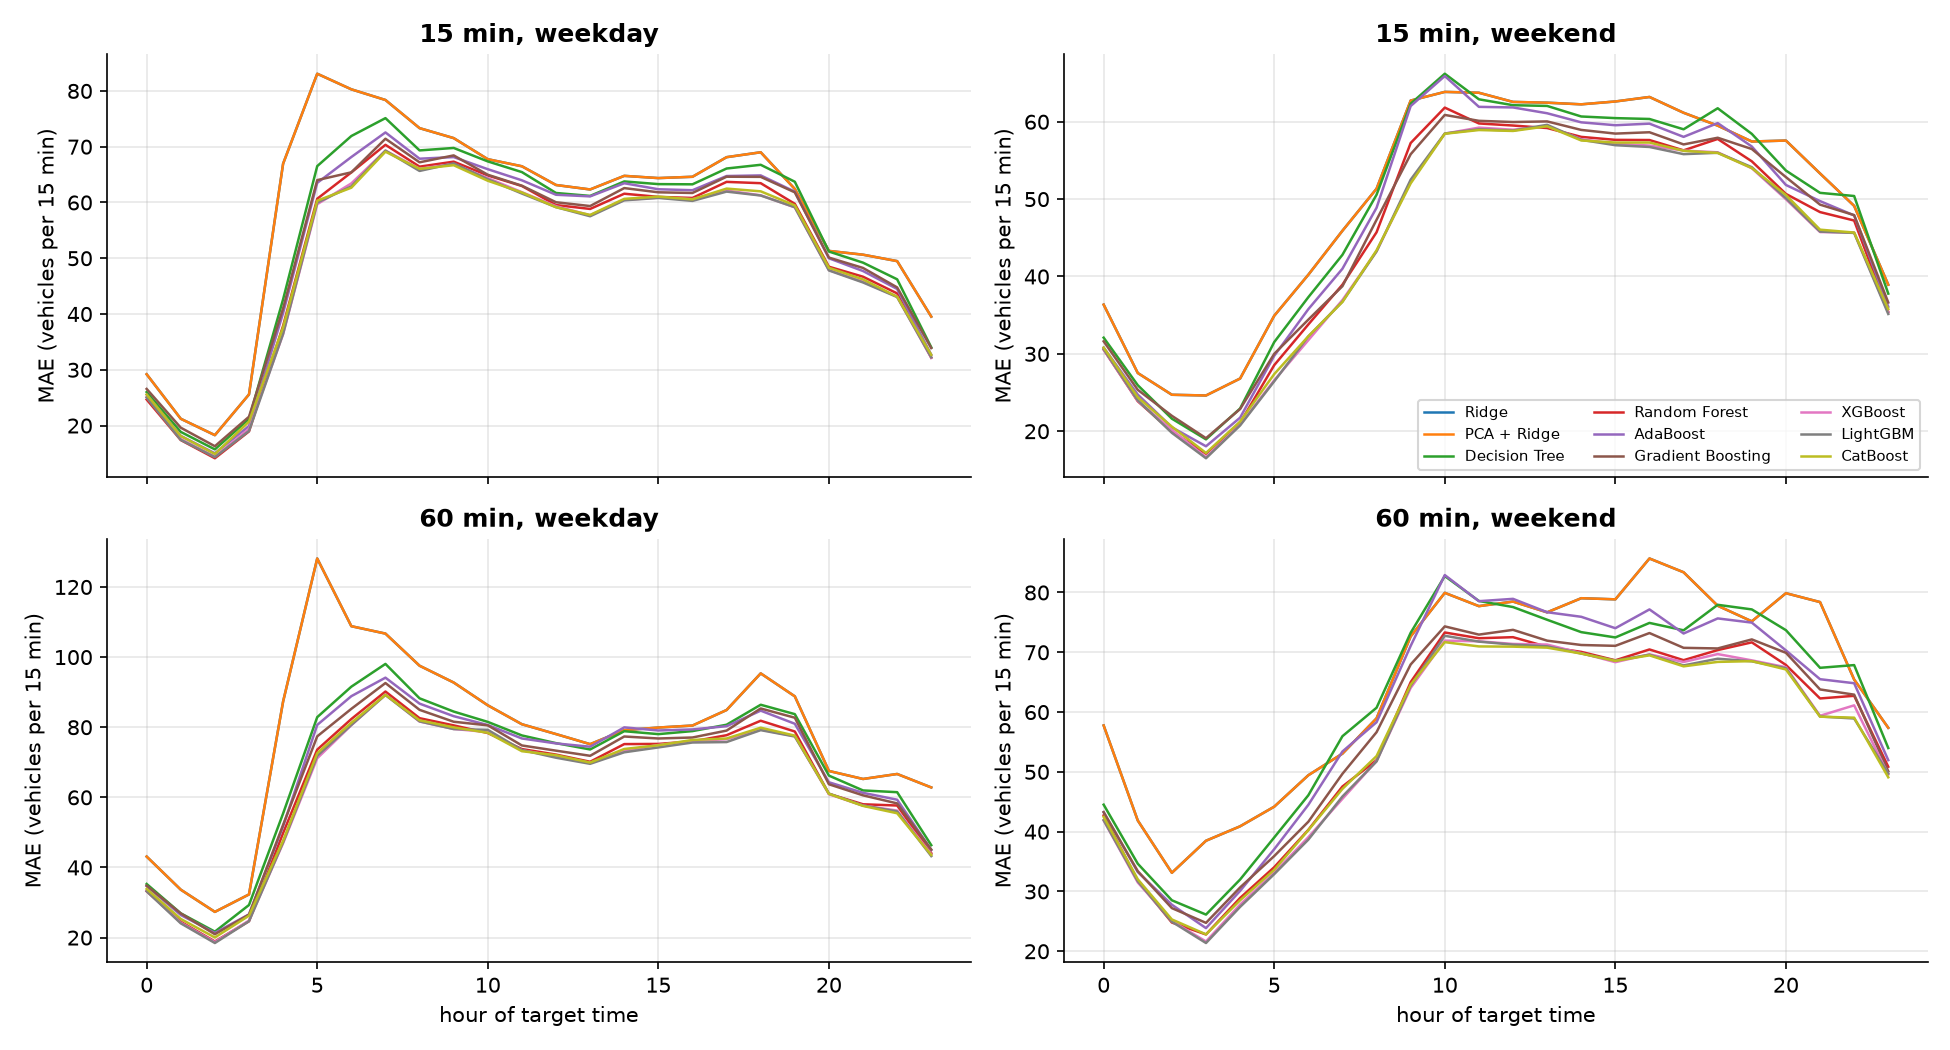 15 min, weekday
MAE (vehicles per 15 min)
80
70
60
50
40
30
20
15 min, weekend
MAE (vehicles per 15 min)
60
50
40
30
20
Ridge
PCA + Ridge
Decision Tree
Random Forest
AdaBoost
Gradient Boosting
XGBoost
LightGBM
CatBoost
60 min, weekday
MAE (vehicles per 15 min)
120
100
80
60
40
20
0 5 10 15 20
hour of target time
60 min, weekend
MAE (vehicles per 15 min)
80
70
60
50
40
30
20
0 5 10 15 20
hour of target time